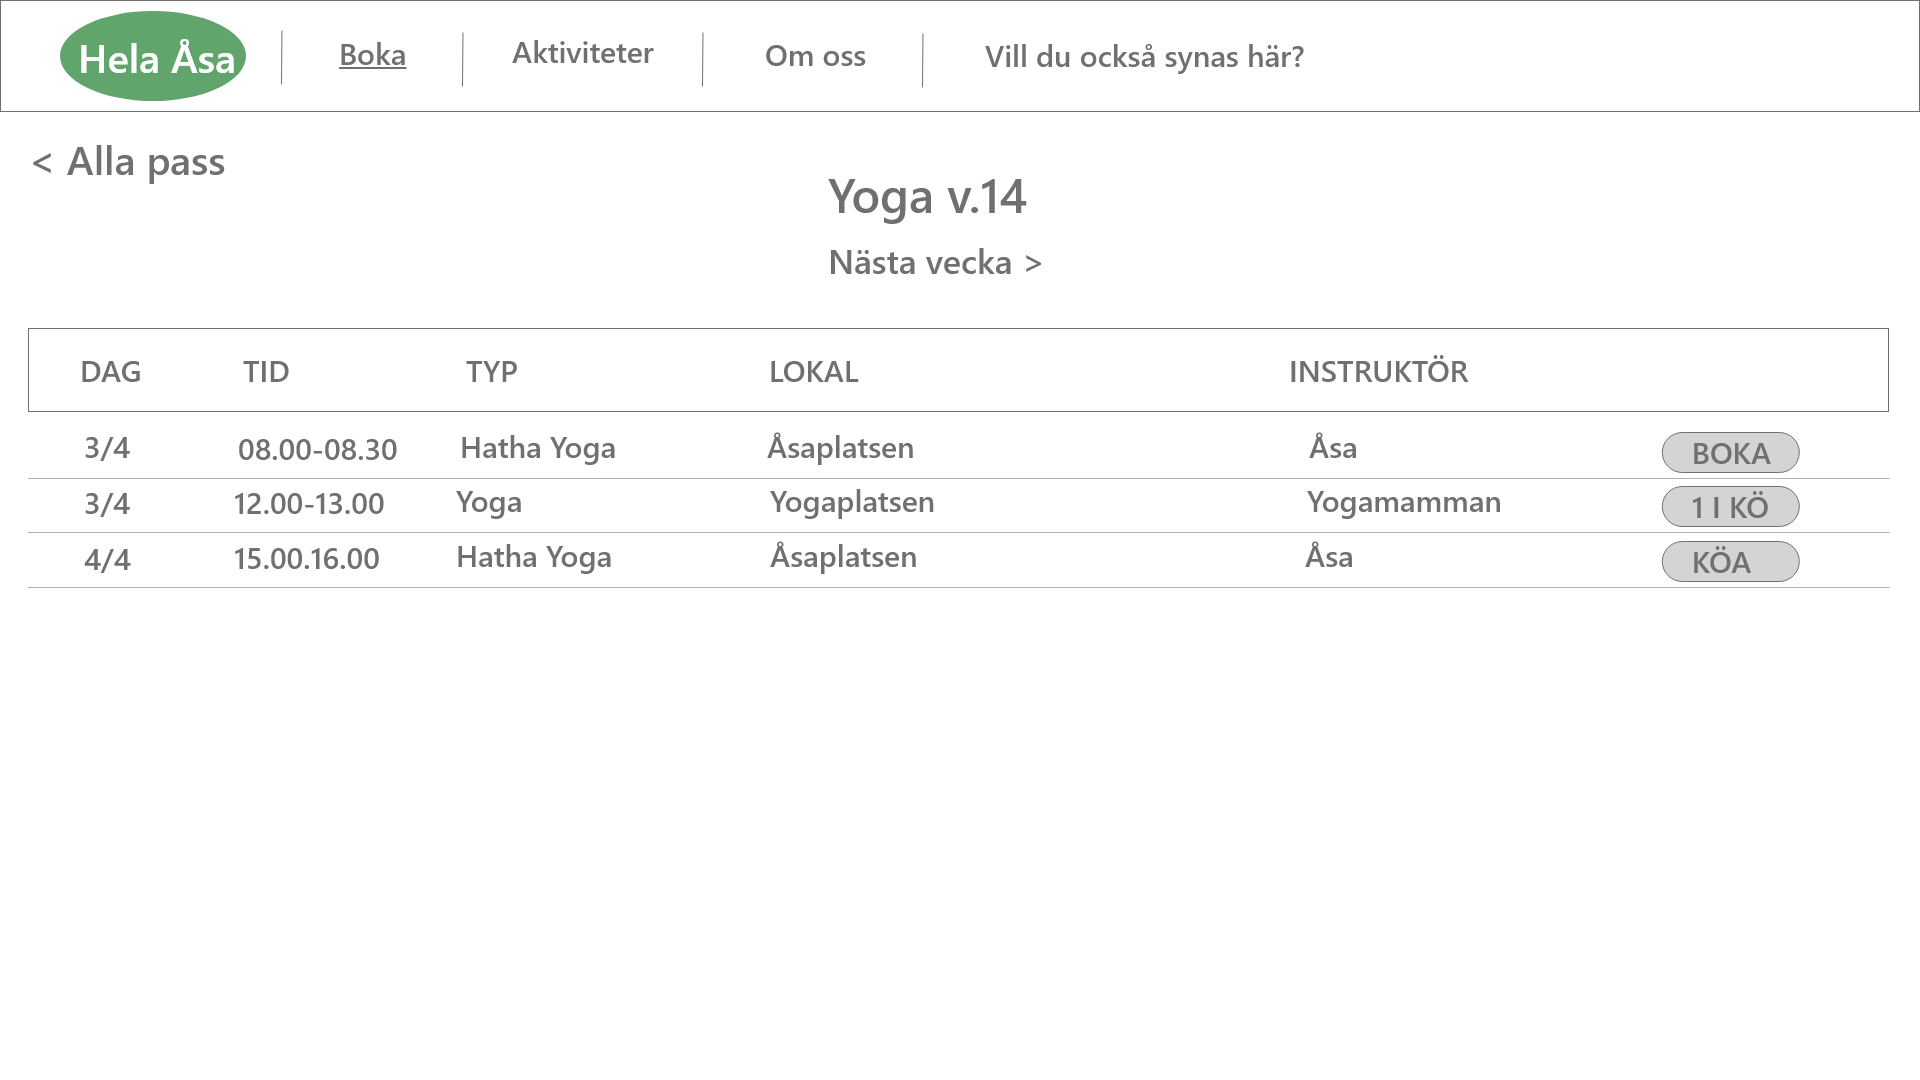 Hela Åsa Boka Aktiviteter Om oss Vill du också synas här?
< Alla pass
Yoga v.14
Nästa vecka >
DAG TID TYP LOKAL INSTRUKTÖR
3/4 08.00-08.30 Hatha Yoga Åsaplatsen Åsa BOKA
3/4 12.00-13.00 Yoga Yogaplatsen Yogamamman 1 I KÖ
4/4 15.00.16.00 Hatha Yoga Åsaplatsen Åsa KÖA